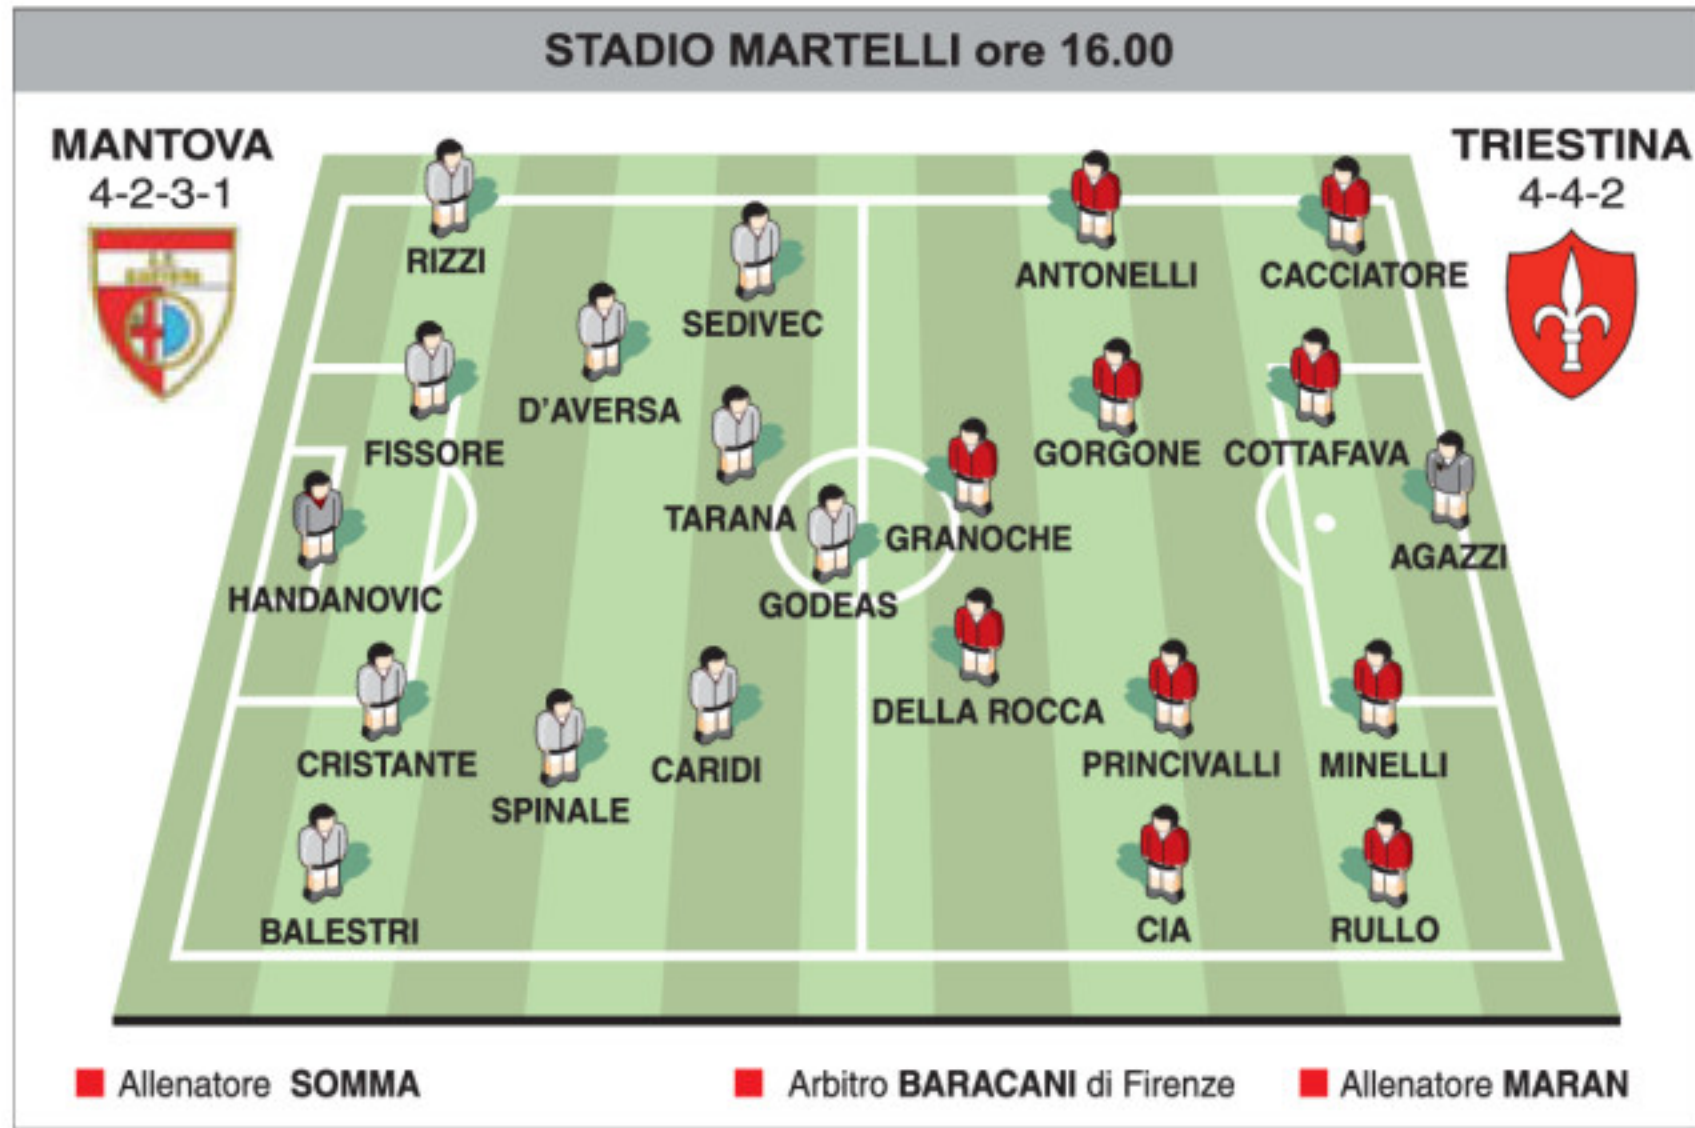 STADIO MARTELLI ore 16.00
MANTOVA
4-2-3-1
TRIESTINA
4-4-2
RIZZI
ANTONELLI
CACCIATORE
SEDIVEC
D'AVERSA
FISSORE
GORGONE
COTTAFAVA
TARANA
GRANOCHE
AGAZZI
HANDANOVIC
GODEAS
DELLA ROCCA
CRISTANTE
CARIDI
PRINCIVALLI
MINELLI
SPINALE
BALESTRI
CIA
RULLO
Allenatore SOMMA
Arbitro BARACANI di Firenze
Allenatore MARAN